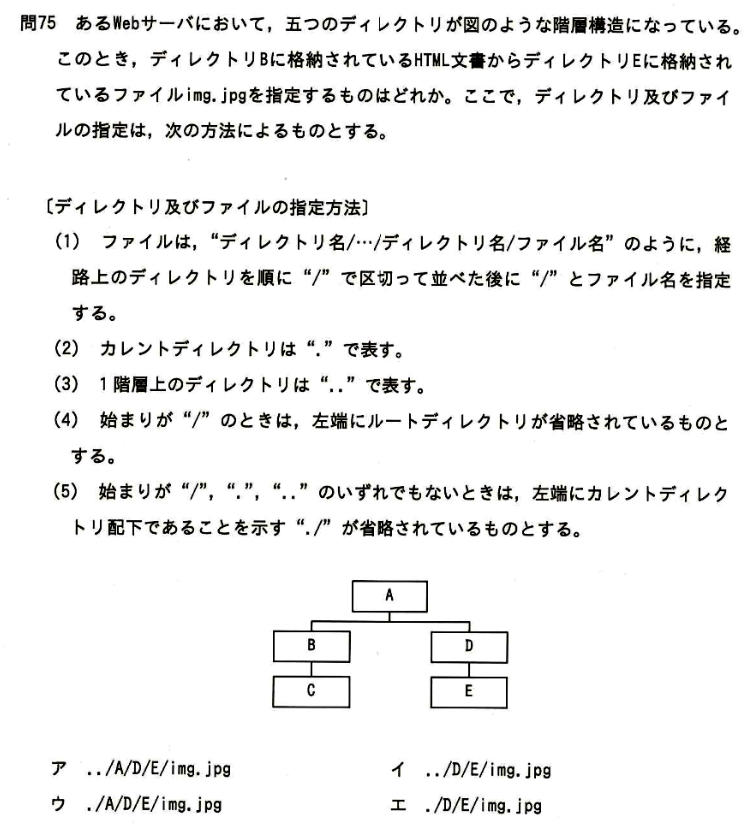 問75 あるWebサーバにおいて，五つのディレクトリが図のような階層構造になっている。
このとき，ディレクトリBに格納されているHTML文書からディレクトリEに格納され
ているファイルimg.jpgを指定するものはどれか。ここで，ディレクトリ及びファイ
ルの指定は，次の方法によるものとする。
〔ディレクトリ及びファイルの指定方法〕
(1) ファイルは，“ディレクトリ名/…/ディレクトリ名/ファイル名”のように，経
路上のディレクトリを順に“/”で区切って並べた後に“/”とファイル名を指定
する。
(2) カレントディレクトリは“.”で表す。
(3) 1階層上のディレクトリは“..”で表す。
(4) 始まりが“/”のときは，左端にルートディレクトリが省略されているものと
する。
(5) 始まりが“/”，“.”，“..”のいずれでもないときは，左端にカレントディレク
トリ配下であることを示す“./”が省略されているものとする。
A
B D
C E
ア ../A/D/E/img.jpg イ ../D/E/img.jpg
ウ ./A/D/E/img.jpg エ ./D/E/img.jpg